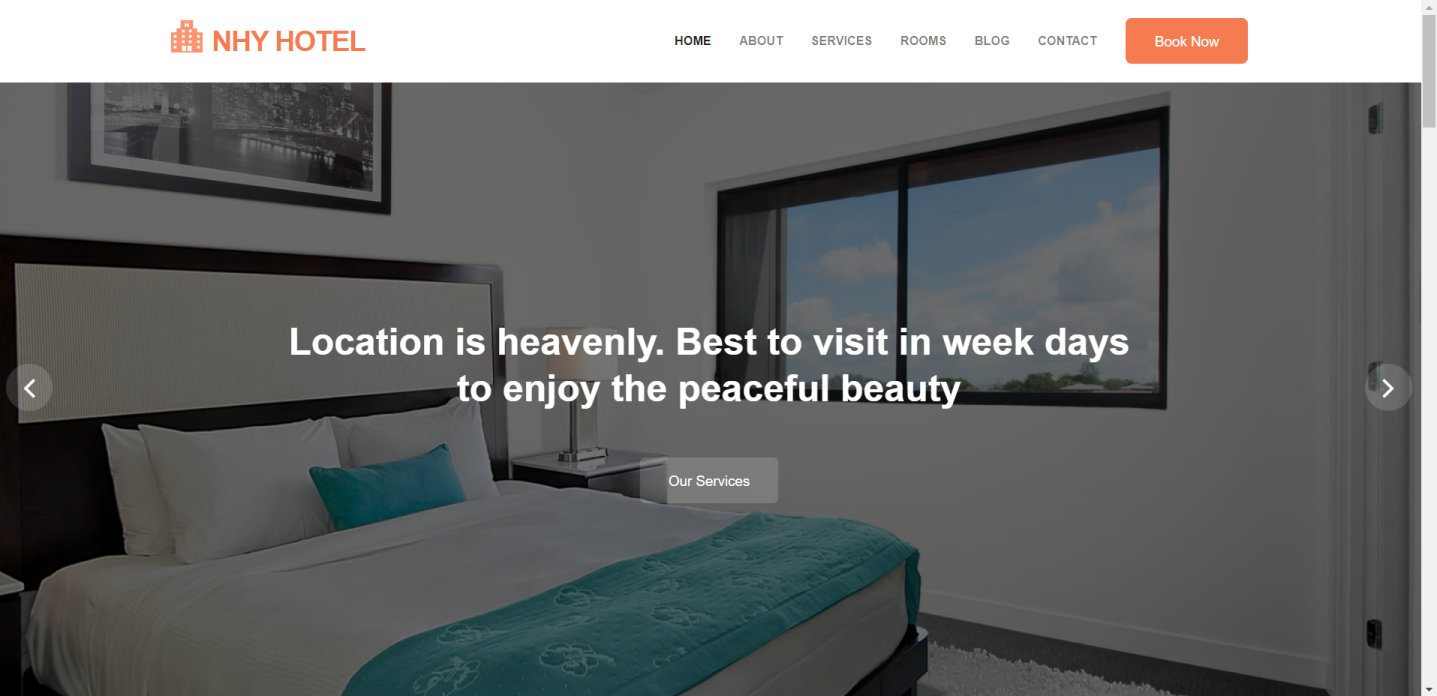 NHY HOTEL
HOME ABOUT SERVICES ROOMS BLOG CONTACT Book Now
Location is heavenly. Best to visit in week days
to enjoy the peaceful beauty
Our Services